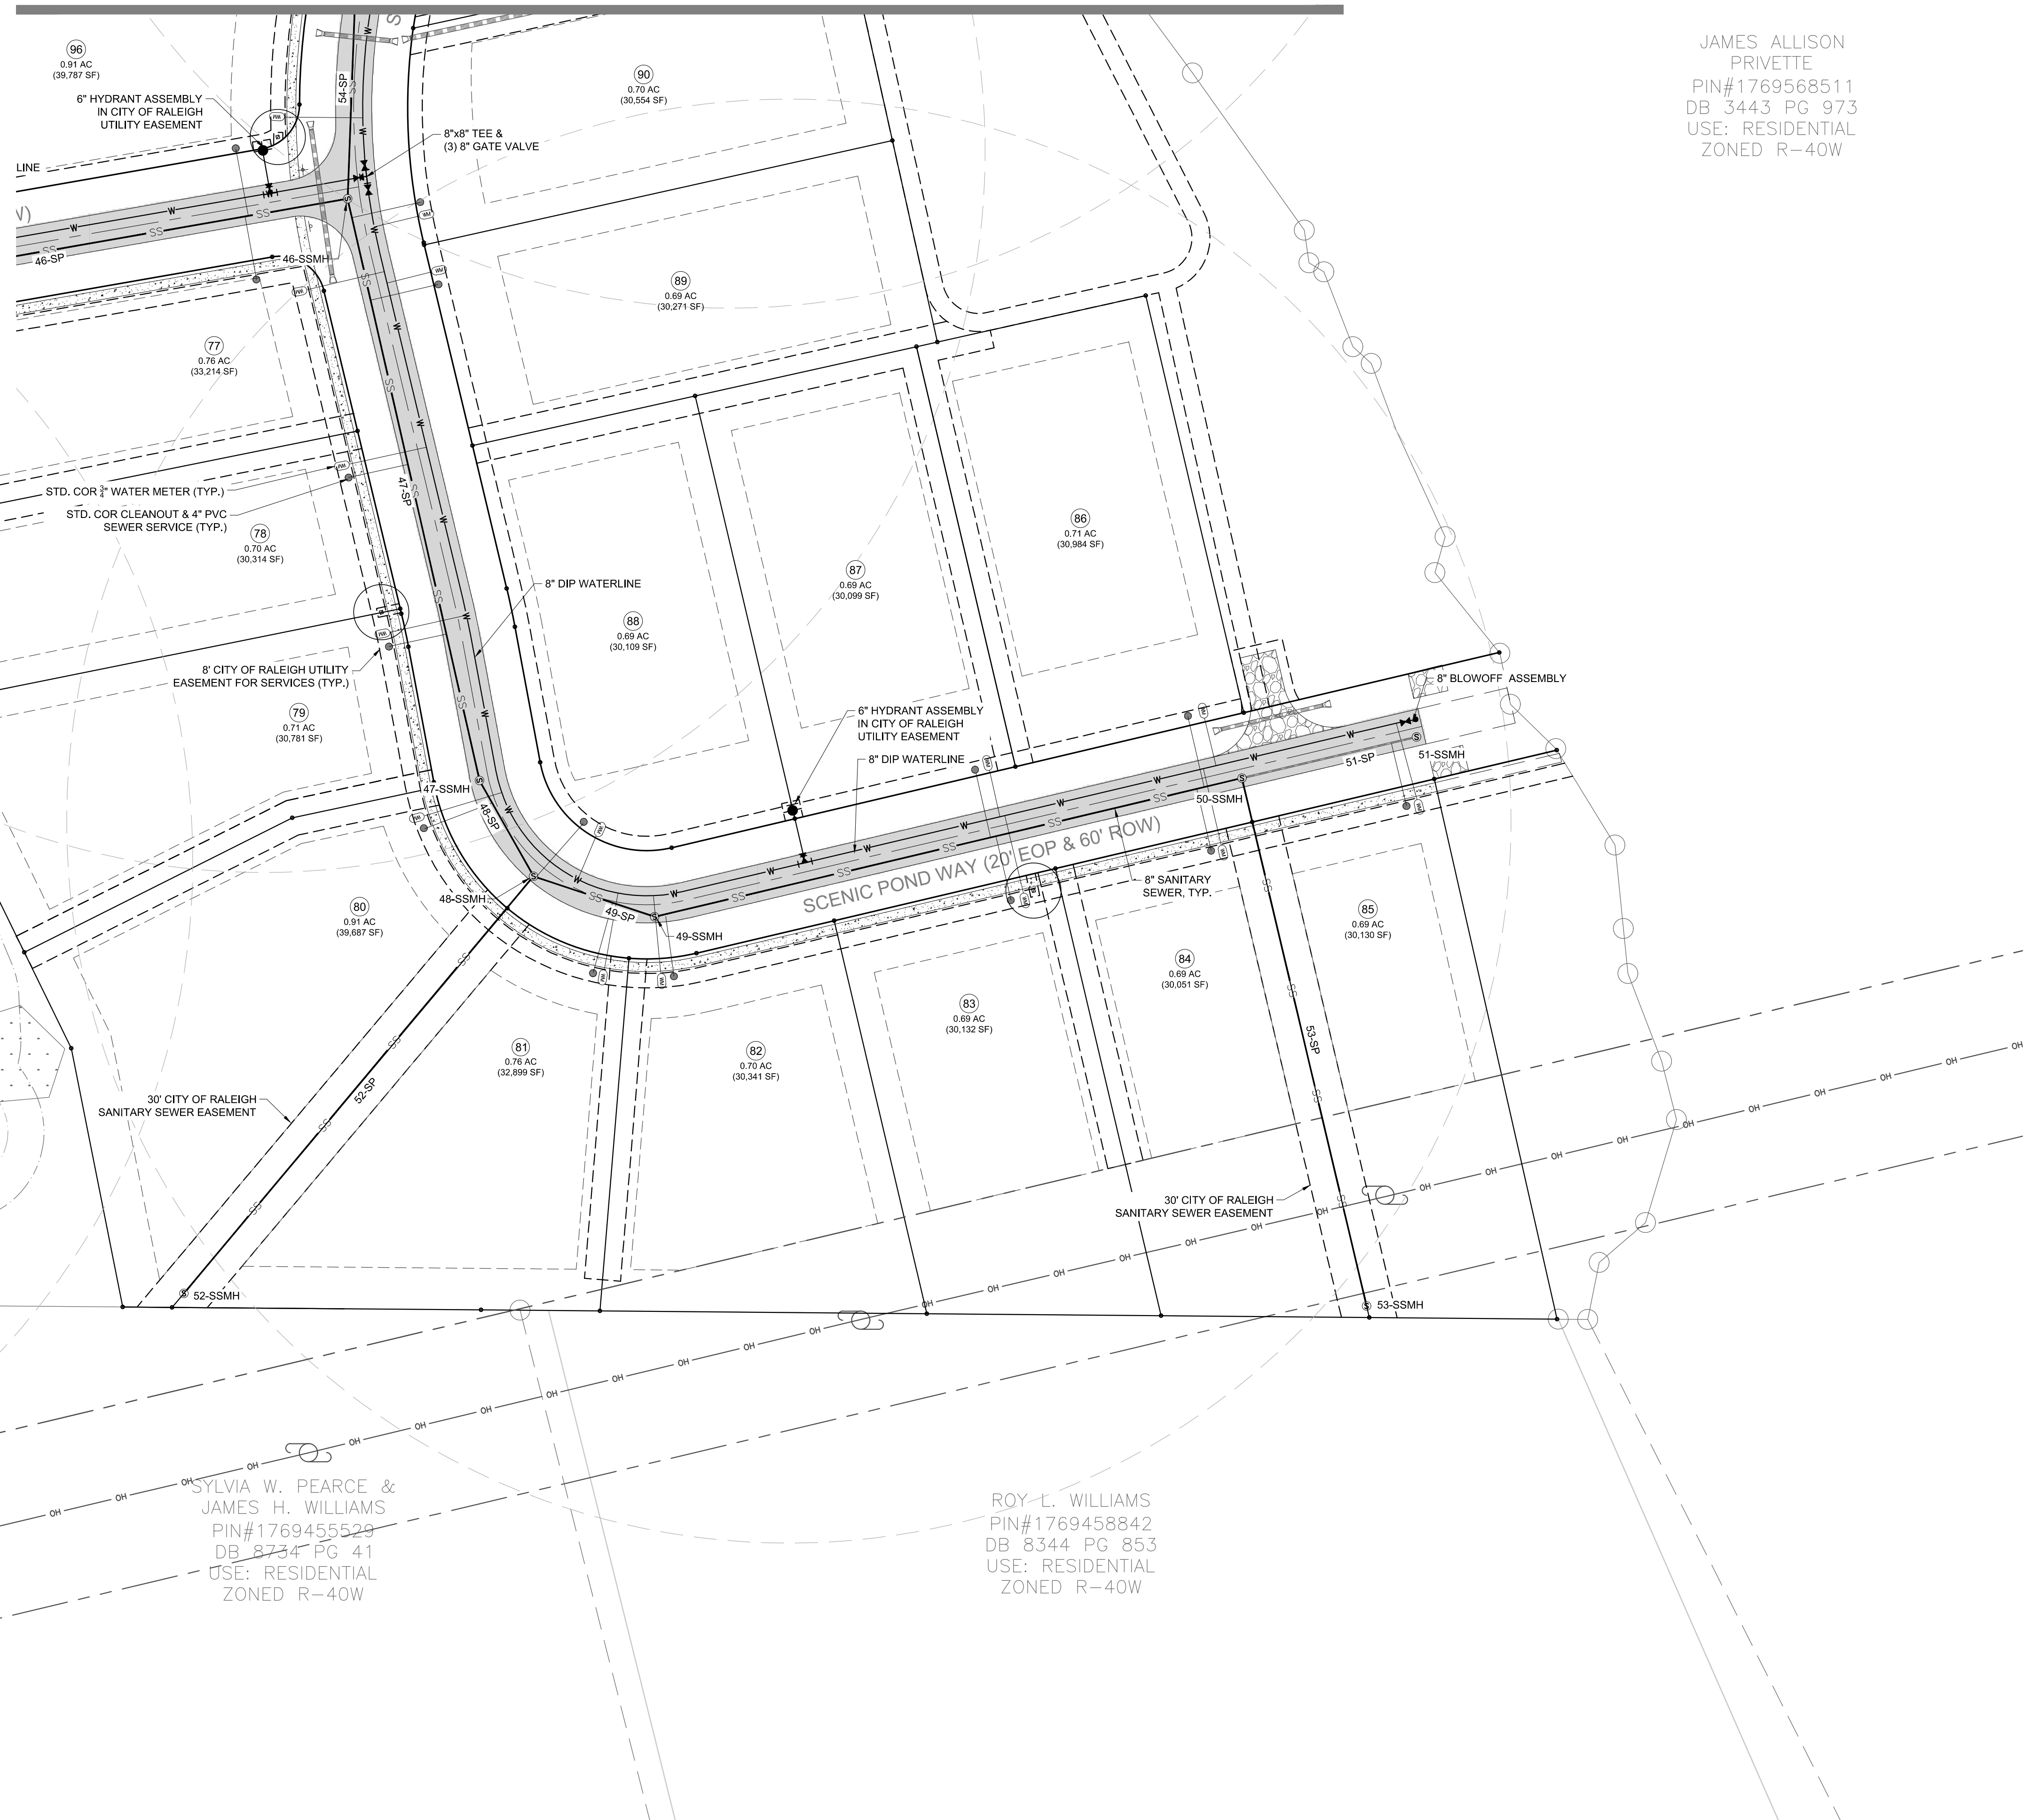 JAMES ALLISON
PRIVETTE
PIN#1769568511
DB 3443 PG 973
USE: RESIDENTIAL
ZONED R-40W
96
0.91 AC
(39,787 SF)
6" HYDRANT ASSEMBLY
IN CITY OF RALEIGH
UTILITY EASEMENT
54-SP
S
90
0.70 AC
(30,554 SF)
8"x8" TEE &
(3) 8" GATE VALVE
LINE
W)
46-SP
46-SSMH
89
0.69 AC
(30,271 SF)
77
0.76 AC
(33,214 SF)
STD. COR 3/4" WATER METER (TYP.)
STD. COR CLEANOUT & 4" PVC
SEWER SERVICE (TYP.)
47-SP
78
0.70 AC
(30,314 SF)
86
0.71 AC
(30,984 SF)
87
0.69 AC
(30,099 SF)
8" DIP WATERLINE
88
0.69 AC
(30,109 SF)
8' CITY OF RALEIGH UTILITY
EASEMENT FOR SERVICES (TYP.)
8" BLOWOFF ASSEMBLY
79
0.71 AC
(30,781 SF)
6" HYDRANT ASSEMBLY
IN CITY OF RALEIGH
UTILITY EASEMENT
8" DIP WATERLINE
51-SSMH
51-SP
47-SSMH
48-SP
50-SSMH
SCENIC POND WAY (20' EOP & 60' ROW)
8" SANITARY
SEWER, TYP.
48-SSMH
49-SP
49-SSMH
80
0.91 AC
(39,687 SF)
85
0.69 AC
(30,130 SF)
84
0.69 AC
(30,051 SF)
83
0.69 AC
(30,132 SF)
81
0.76 AC
(32,899 SF)
82
0.70 AC
(30,341 SF)
53-SP
52-SP
30' CITY OF RALEIGH
SANITARY SEWER EASEMENT
30' CITY OF RALEIGH
SANITARY SEWER EASEMENT
52-SSMH
53-SSMH
SYLVIA W. PEARCE &
JAMES H. WILLIAMS
PIN#1769455529
DB 8734 PG 41
USE: RESIDENTIAL
ZONED R-40W
ROY L. WILLIAMS
PIN#1769458842
DB 8344 PG 853
USE: RESIDENTIAL
ZONED R-40W